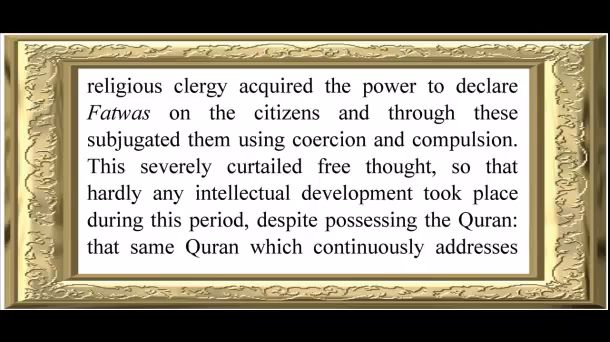 religious clergy acquired the power to declare
Fatwas on the citizens and through these
subjugated them using coercion and compulsion.
This severely curtailed free thought, so that
hardly any intellectual development took place
during this period, despite possessing the Quran:
that same Quran which continuously addresses